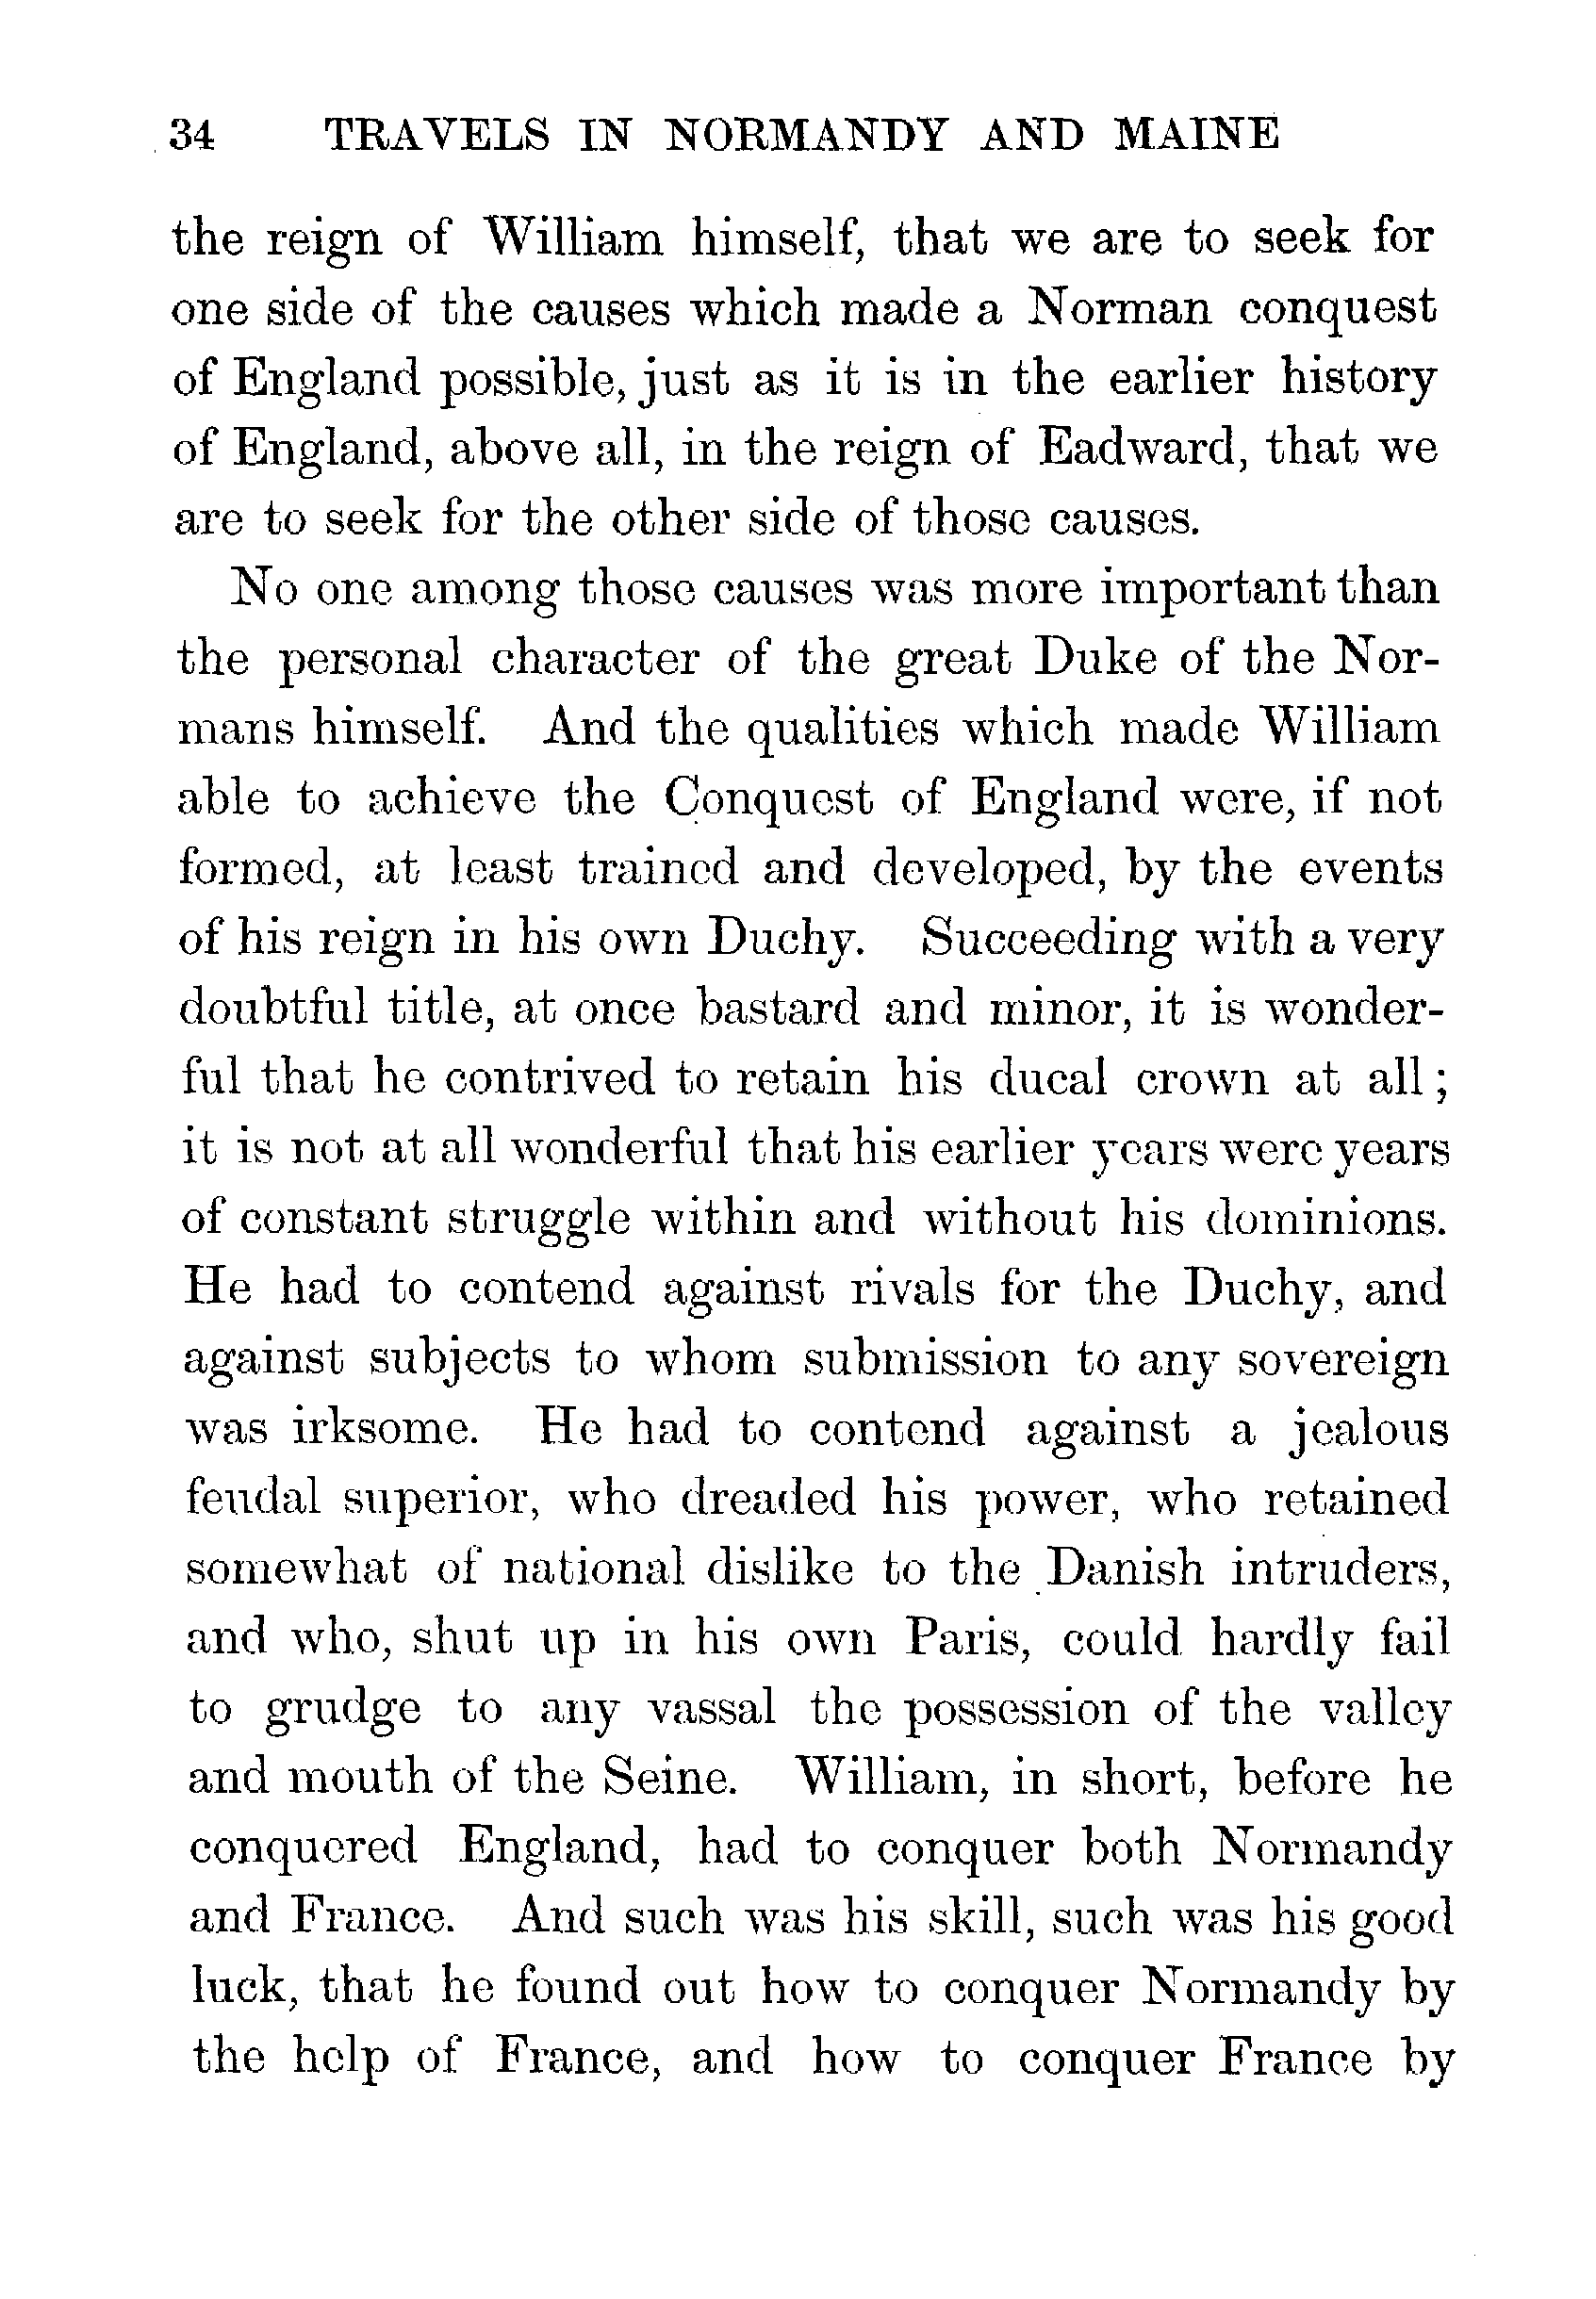 34 TRAVELS IN NORMANDY AND MAINE
the reign of William himself, that we are to seek for
one side of the causes which made a Norman conquest
of England possible, just as it is in the earlier history
of England, above all, in the reign of Eadward, that we
are to seek for the other side of those causes.
No one among those causes was more important than
the personal character of the great Duke of the Nor-
mans himself. And the qualities which made William
able to achieve the Conquest of England were, if not
formed, at least trained and developed, by the events
of his reign in his own Duchy. Succeeding with a very
doubtful title, at once bastard and minor, it is wonder-
ful that he contrived to retain his ducal crown at all ;
it is not at all wonderful that his earlier years were years
of constant struggle within and without his dominions.
He had to contend against rivals for the Duchy, and
against subjects to whom submission to any sovereign
was irksome. He had to contend against a jealous
feudal superior, who dreaded his power, who retained
somewhat of national dislike to the Danish intruders,
and who, shut up in his own Paris, could hardly fail
to grudge to any vassal the possession of the valley
and mouth of the Seine. William, in short, before he
conquered England, had to conquer both Normandy
and France. And such was his skill, such was his good
luck, that he found out how to conquer Normandy by
the help of France, and how to conquer France by